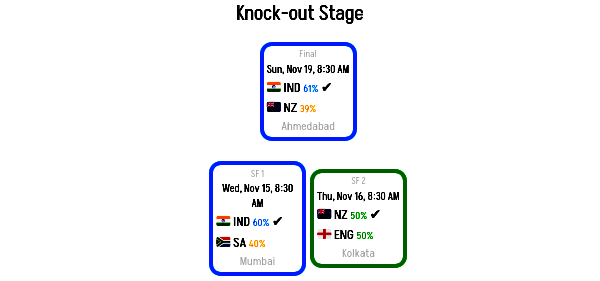 Knock-out Stage
Final
Sun, Nov 19, 8:30 AM
IND 61% ✔
NZ 39%
Ahmedabad
SF 1
Wed, Nov 15, 8:30
AM
IND 60% ✔
SA 40%
Mumbai
SF 2
Thu, Nov 16, 8:30 AM
NZ 50% ✔
ENG 50%
Kolkata